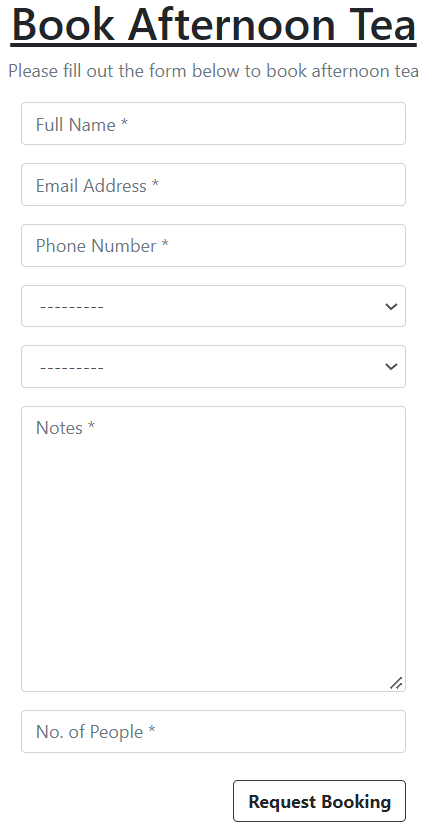 Book Afternoon Tea
Please fill out the form below to book afternoon tea
Full Name *
Email Address *
Phone Number *
---------
---------
Notes *
No. of People *
Request Booking